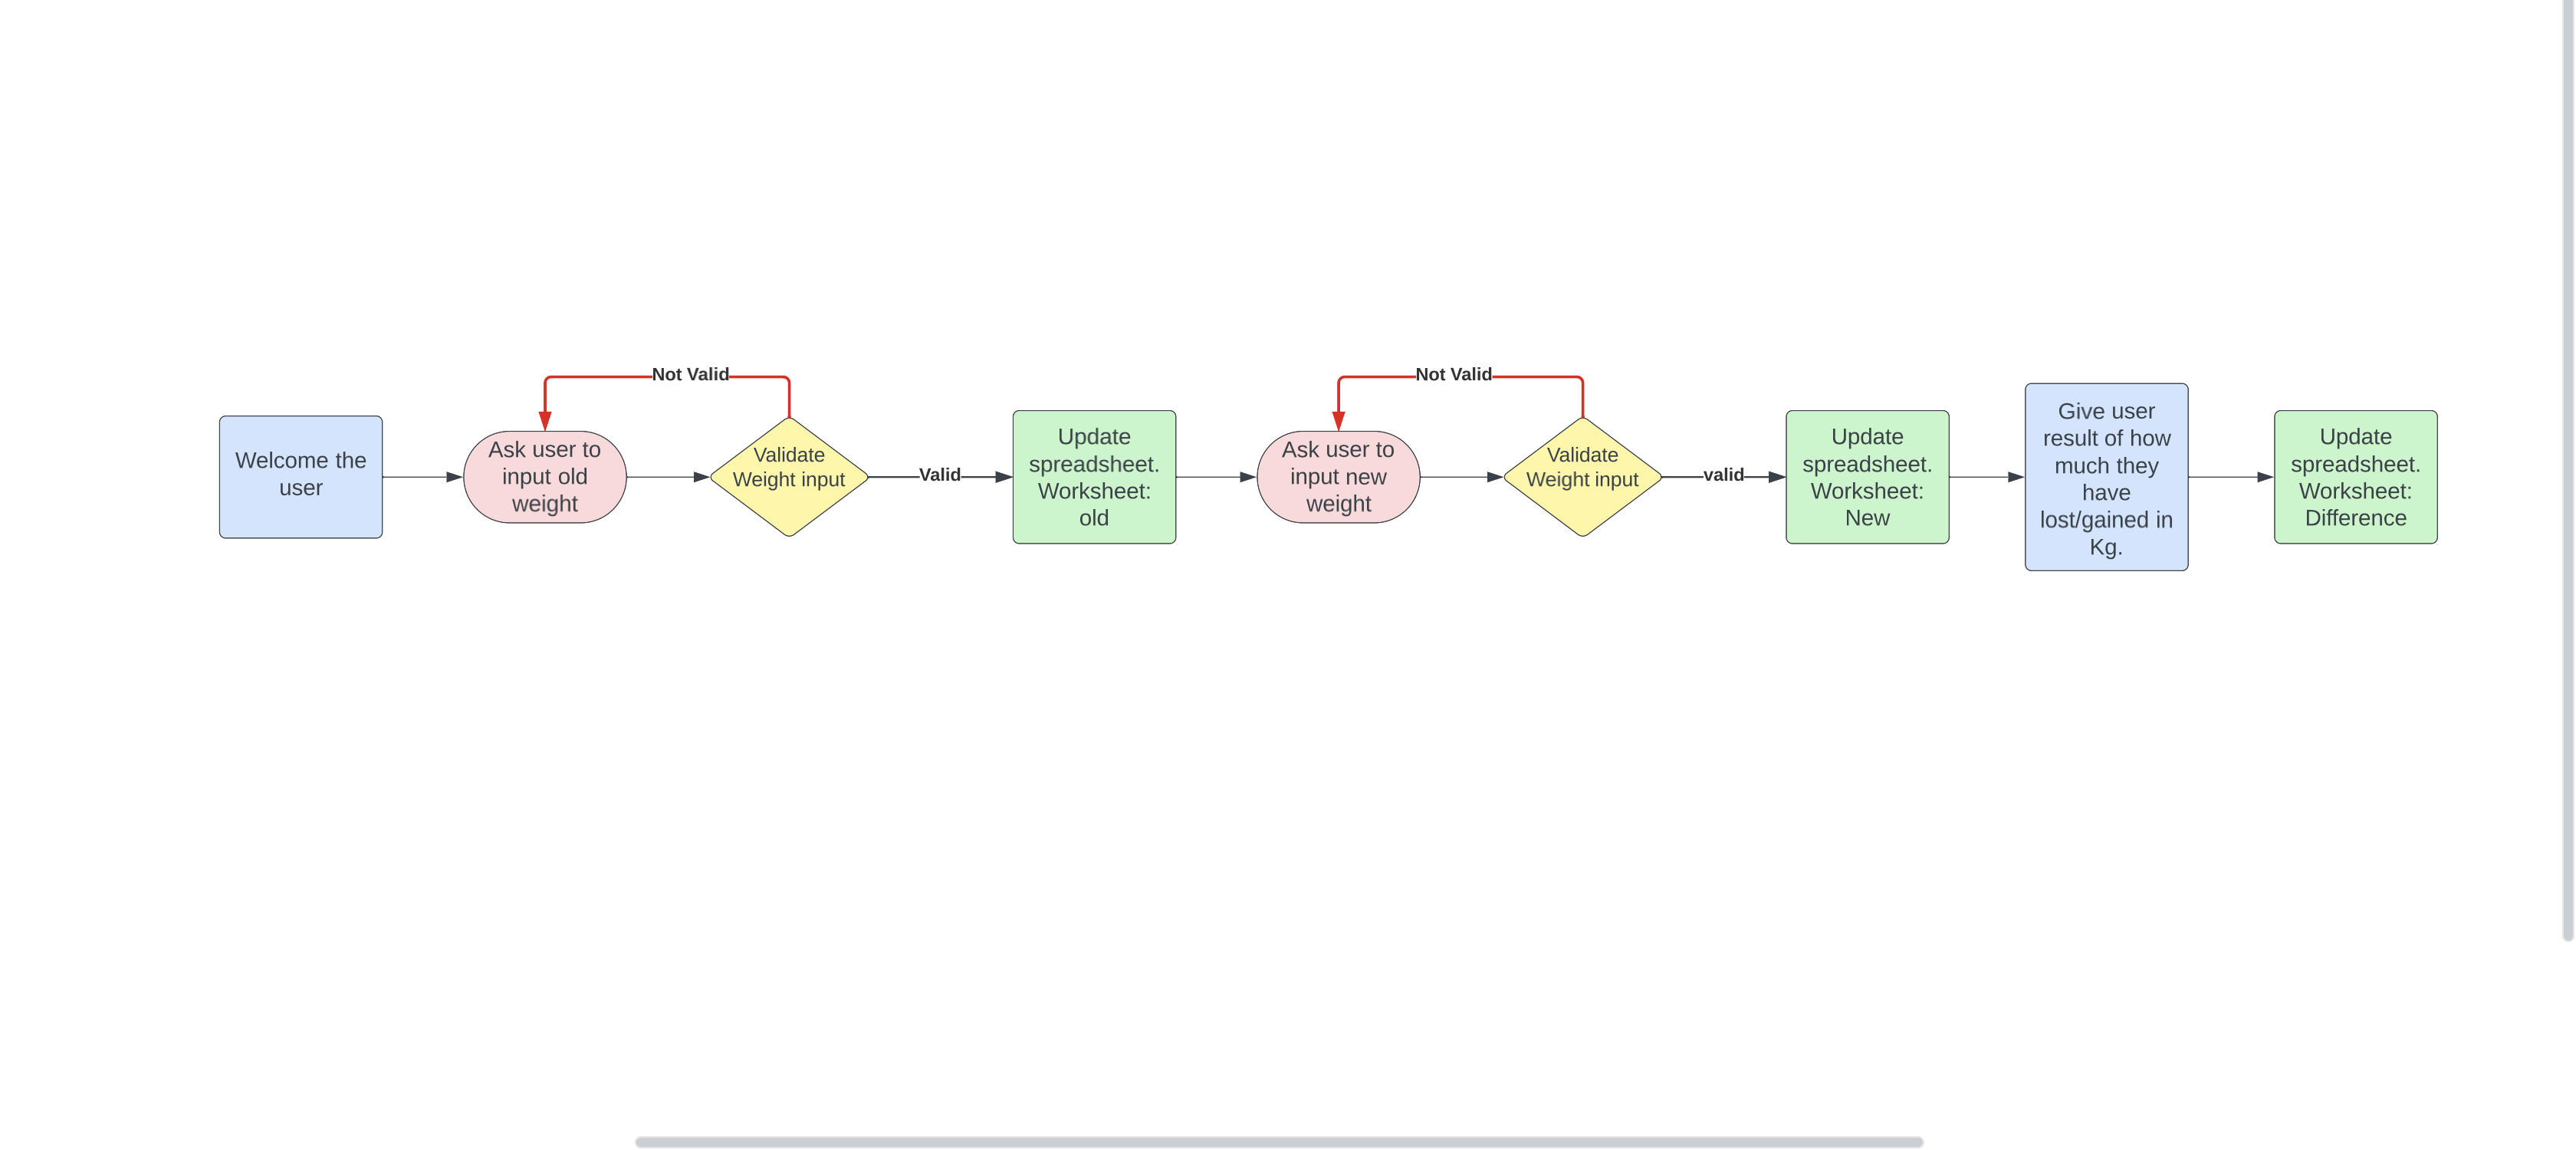 Not Valid
Not Valid
Welcome the
user
Ask user to
input old
weight
Validate
Weight input
Valid
Update
spreadsheet.
Worksheet:
old
Ask user to
input new
weight
Validate
Weight input
valid
Update
spreadsheet.
Worksheet:
New
Give user
result of how
much they
have
lost/gained in
Kg.
Update
spreadsheet.
Worksheet:
Difference